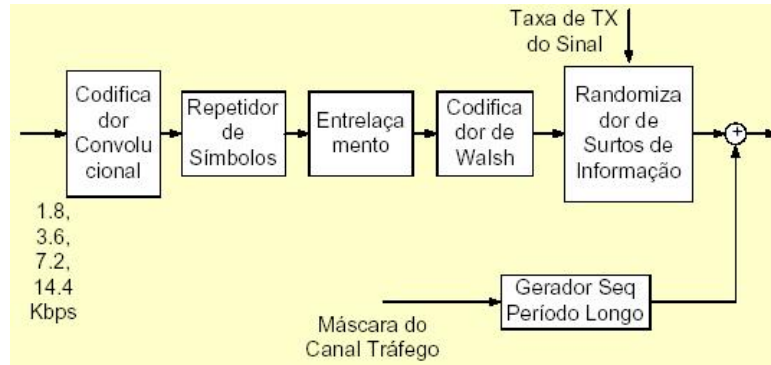 Taxa de TX
do Sinal
Codifica
dor
Convolu
cional
Repetidor
de
Símbolos
Entrelaça
mento
Codifica
dor de
Walsh
Randomiza
dor de
Surtos de
Informação
+
1.8,
3.6,
7.2,
14.4
Kbps
Máscara do
Canal Tráfego
Gerador Seq
Período Longo